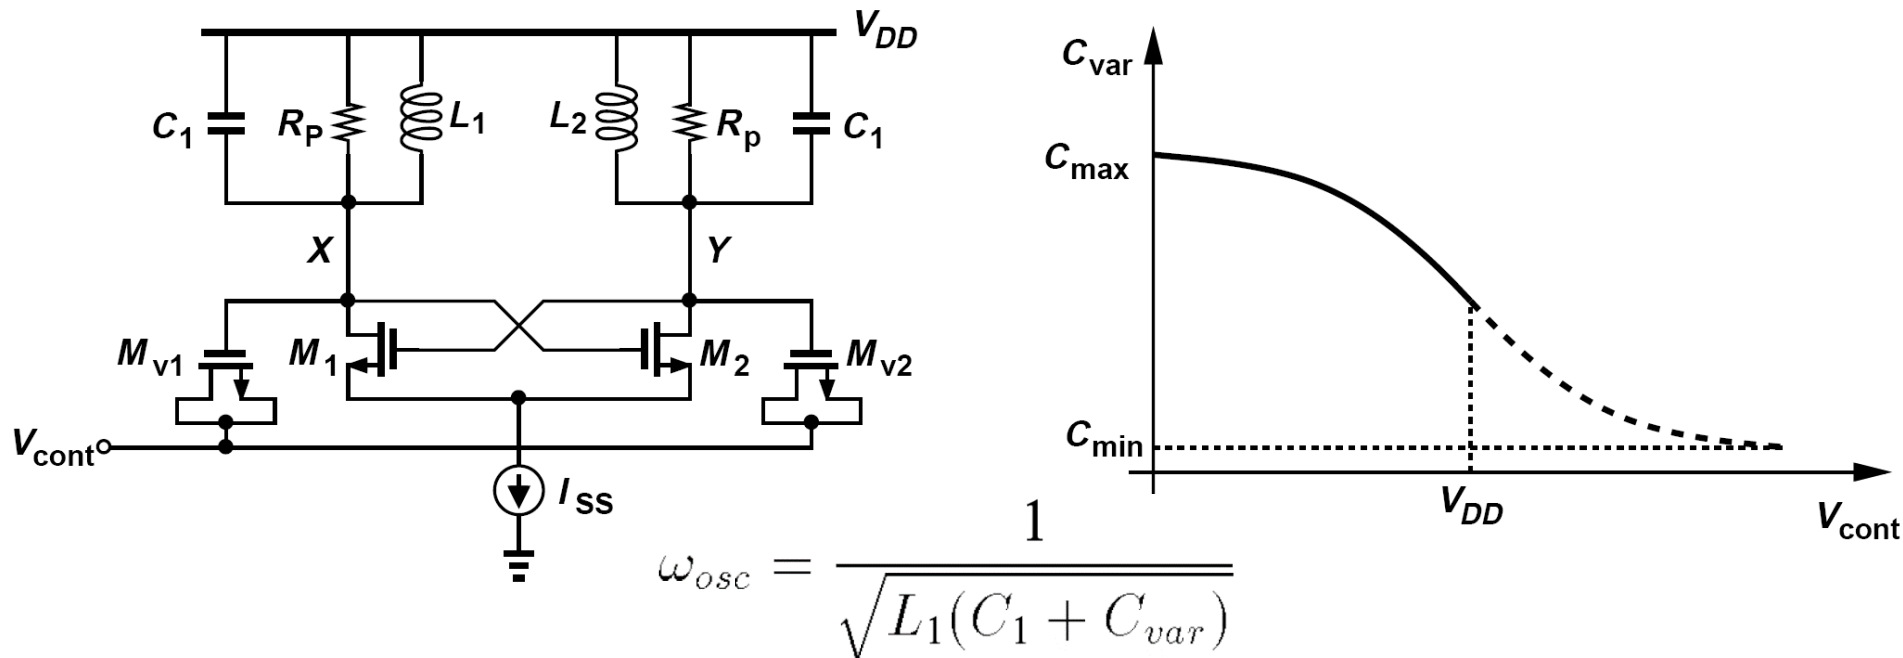 V_DD
C_1 R_P L_1 L_2 R_p C_1
X Y
M_v1 M_1 M_2 M_v2
V_cont
I_SS
C_var
C_max
C_min
V_DD
V_cont
ω_osc = 1 / √(L_1(C_1 + C_var))